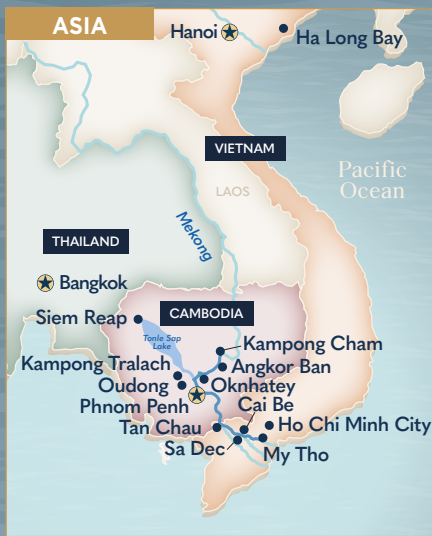 ASIA
Hanoi
Ha Long Bay
VIETNAM
Pacific
Ocean
LAOS
Mekong
THAILAND
Bangkok
CAMBODIA
Siem Reap
Tonle Sap
Lake
Kampong Cham
Kampong Tralach
Angkor Ban
Oudong
Oknhatey
Phnom Penh
Cai Be
Tan Chau
Ho Chi Minh City
Sa Dec
My Tho